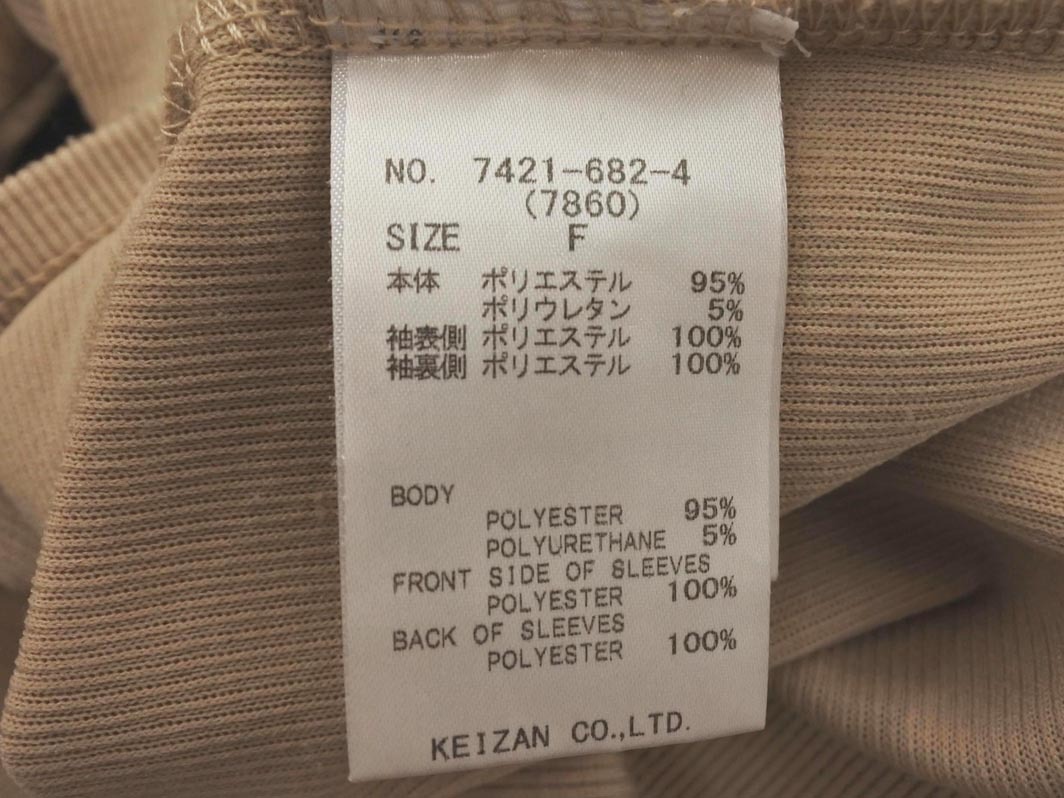 NO. 7421-682-4
(7860)
SIZE F
本体 ポリエステル 95%
ポリウレタン 5%
袖表側 ポリエステル 100%
袖裏側 ポリエステル 100%
BODY
POLYESTER 95%
POLYURETHANE 5%
FRONT SIDE OF SLEEVES
POLYESTER 100%
BACK OF SLEEVES
POLYESTER 100%
KEIZAN CO.,LTD.